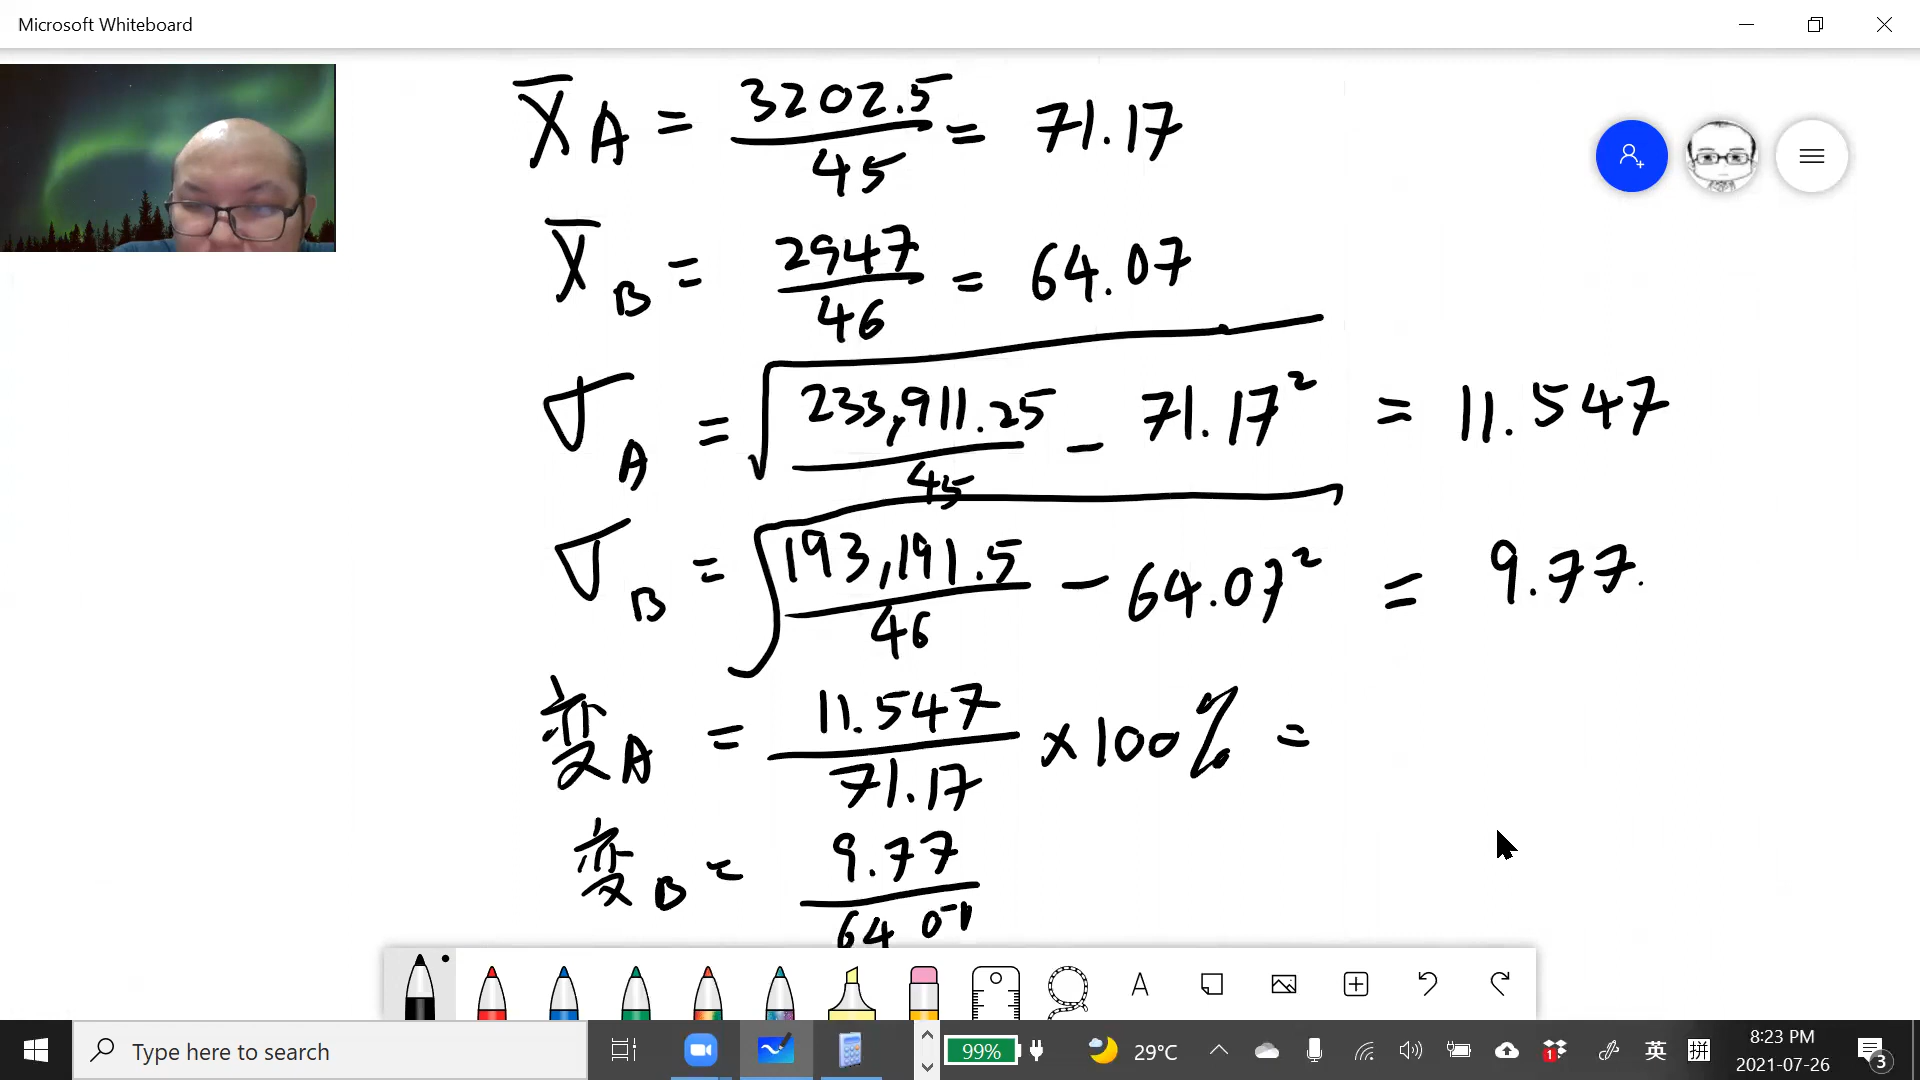 Microsoft Whiteboard
X̄A = 3202.5/45 = 71.17
X̄B = 2947/46 = 64.07
σA = √(233,911.25/45 − 71.17²) = 11.547
σB = √(193,191.5/46 − 64.07²) = 9.77.
变A = 11.547/71.17 × 100% =
变B = 9.77/64.07
A
Type here to search
99%
29°C
1
英
拼
8:23 PM
2021-07-26
3